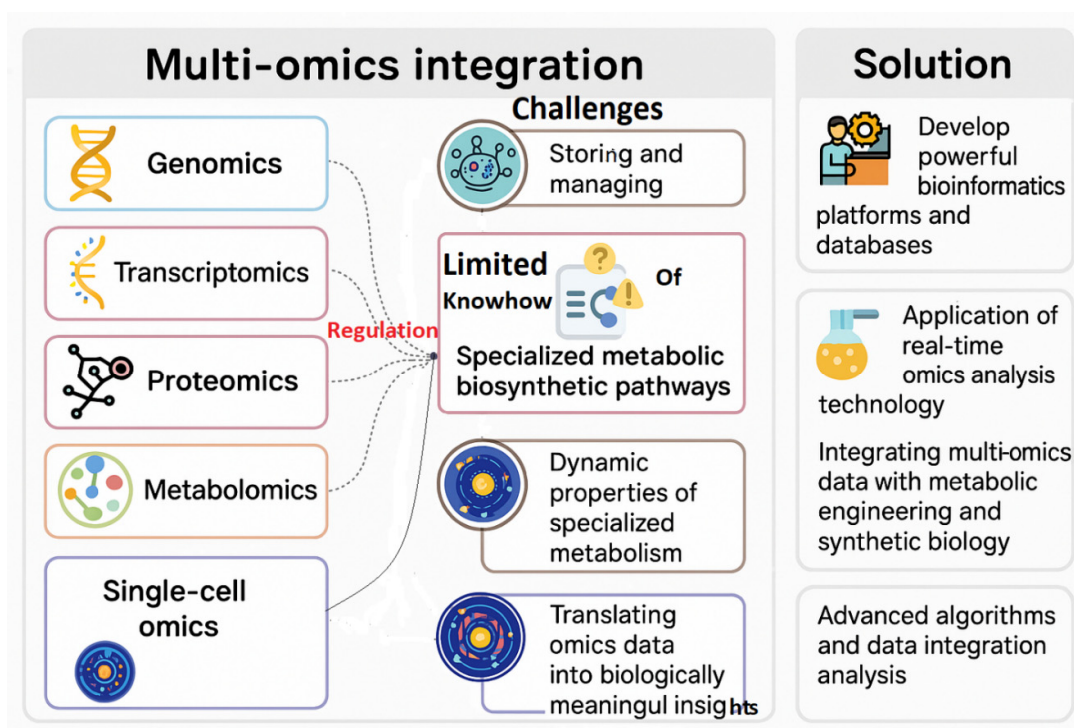 Multi-omics integration
Genomics
Transcriptomics
Proteomics
Metabolomics
Single-cell
omics
Regulation
Challenges
Storing and
managing
Limited
Knowhow
Of
Specialized metabolic
biosynthetic pathways
Dynamic
properties of
specialized
metabolism
Translating
omics data
into biologically
meaningul insights
Solution
Develop
powerful
bioinformatics
platforms and
databases
Application of
real-time
omics analysis
technology
Integrating multi-omics
data with metabolic
engineering and
synthetic biology
Advanced algorithms
and data integration
analysis